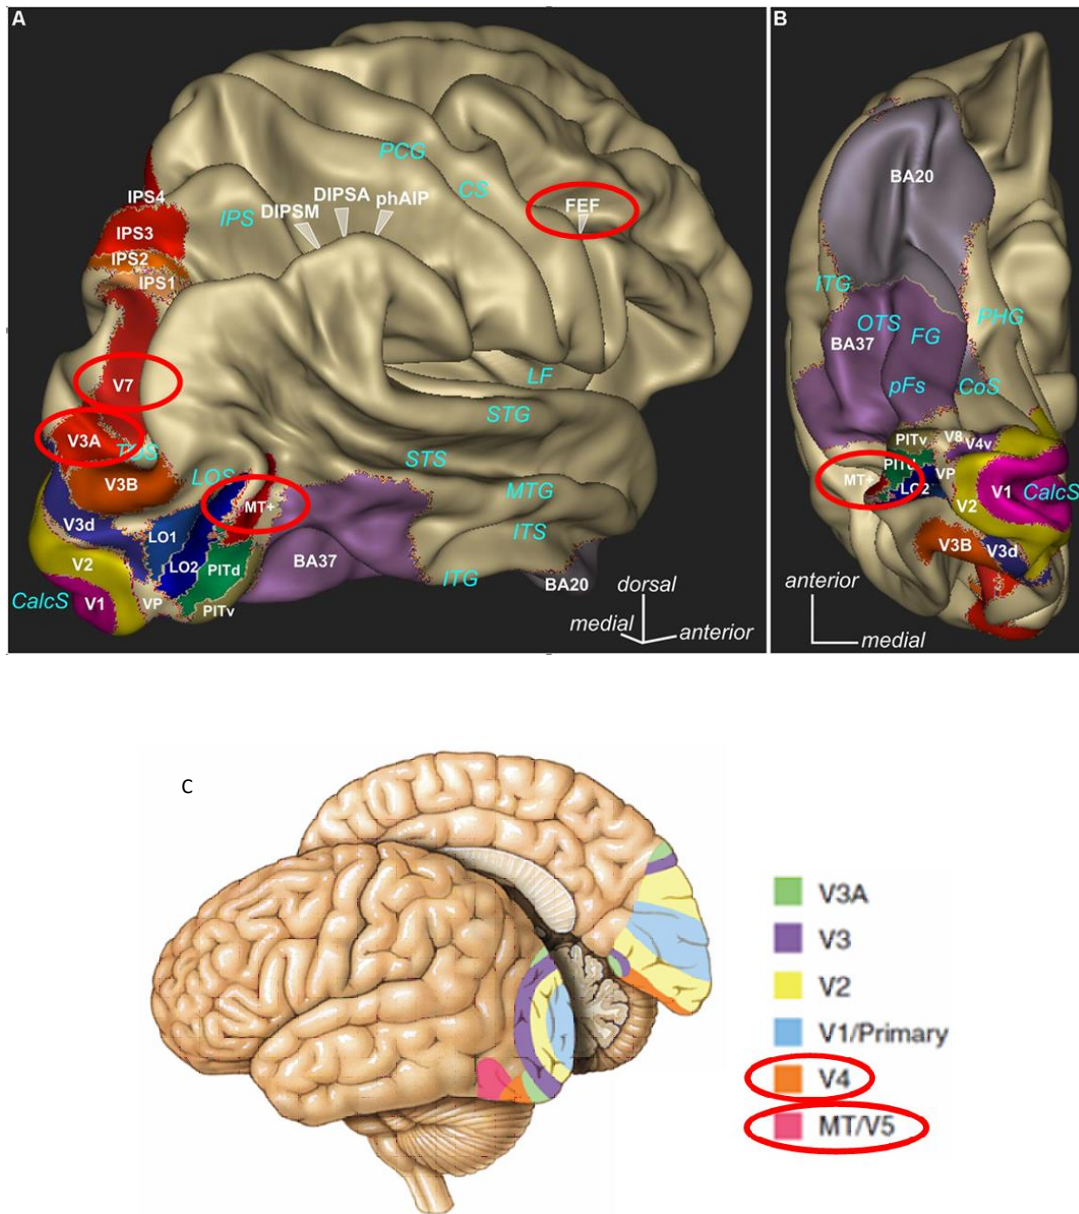 A
IPS4
IPS3
IPS2
IPS1
IPS
DIPSM
DIPSA
phAIP
PCG
CS
FEF
V7
V3A
TOS
V3B
LOS
MT+
V3d
LO1
LO2
V2
V1
VP
PITd
PITv
CalcS
BA37
LF
STG
STS
MTG
ITS
ITG
BA20
dorsal
medial
anterior
B
BA20
ITG
OTS
BA37
FG
PHG
pFs
CoS
PITv
V8
V4v
MT+
PITd
LO2
VP
V2
V1
CalcS
V3B
V3d
anterior
medial
C
V3A
V3
V2
V1/Primary
V4
MT/V5